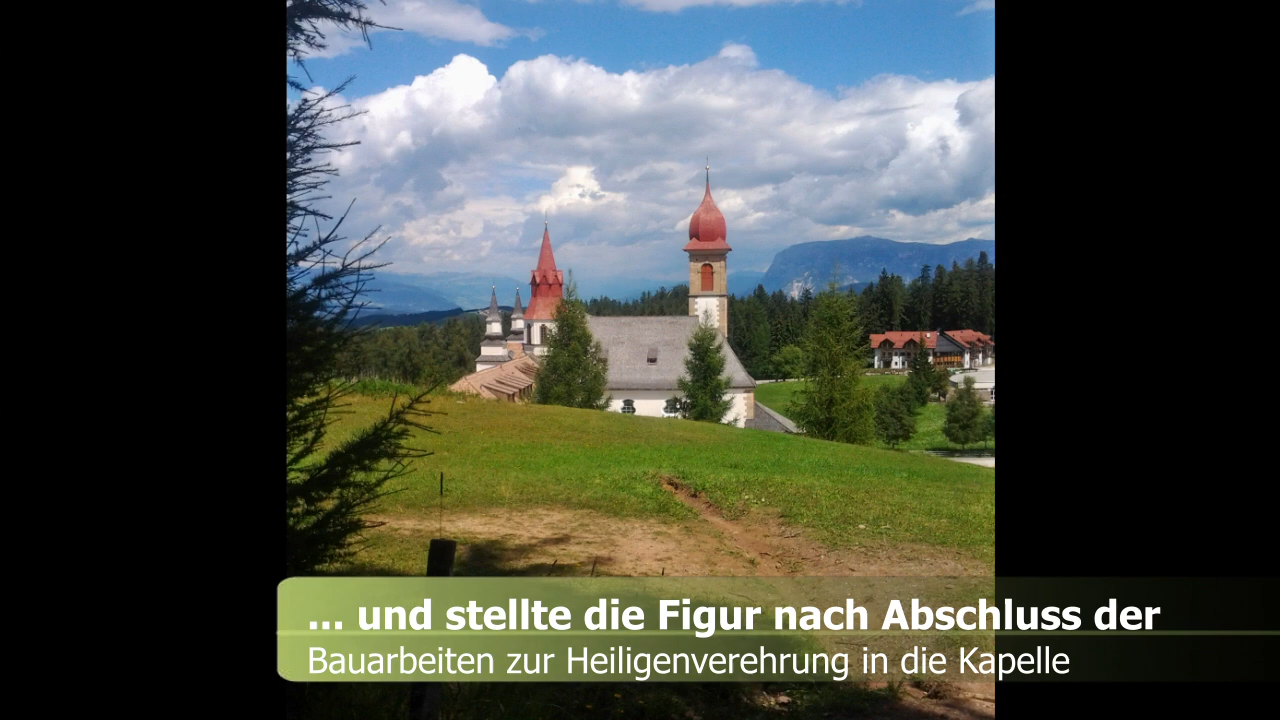 ... und stellte die Figur nach Abschluss der
Bauarbeiten zur Heiligenverehrung in die Kapelle